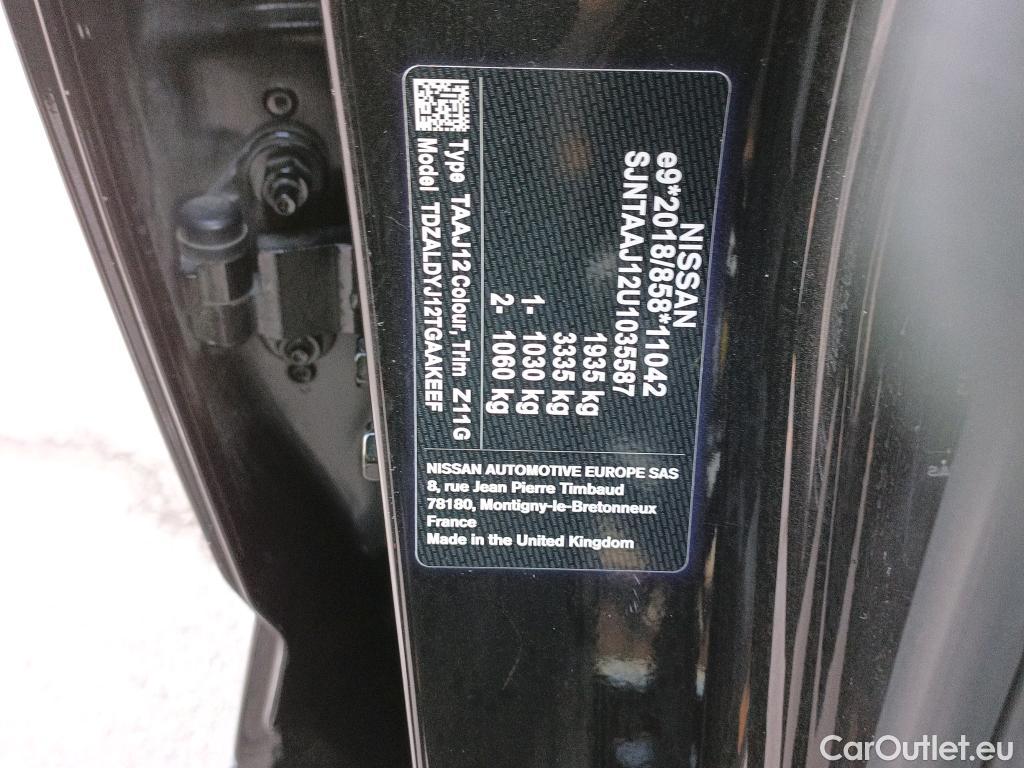 NISSAN
e9*2018/858*11042
SJNTAAJ12U1035587
1935 kg
3335 kg
1- 1030 kg
2- 1060 kg
Type TAAJ12 Colour, Trim Z11 G
Model TDZALDYJ12TGAAKEEF
NISSAN AUTOMOTIVE EUROPE SAS
8, rue Jean Pierre Timbaud
78180, Montigny-le-Bretonneux
France
Made in the United Kingdom
CarOutlet.eu